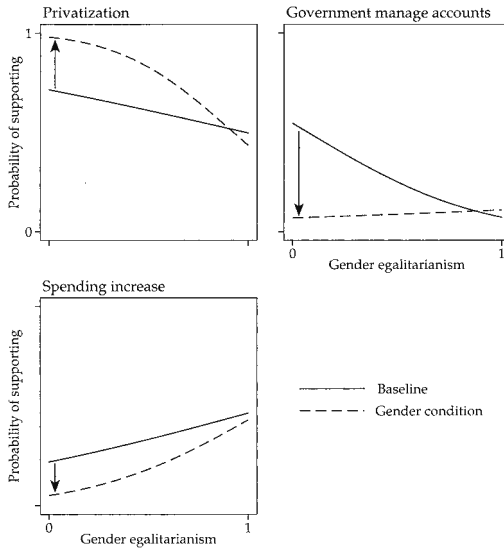 Privatization
Government manage accounts
Probability of supporting
1
0
0
1
Gender egalitarianism
Spending increase
Probability of supporting
0
1
Gender egalitarianism
Baseline
Gender condition